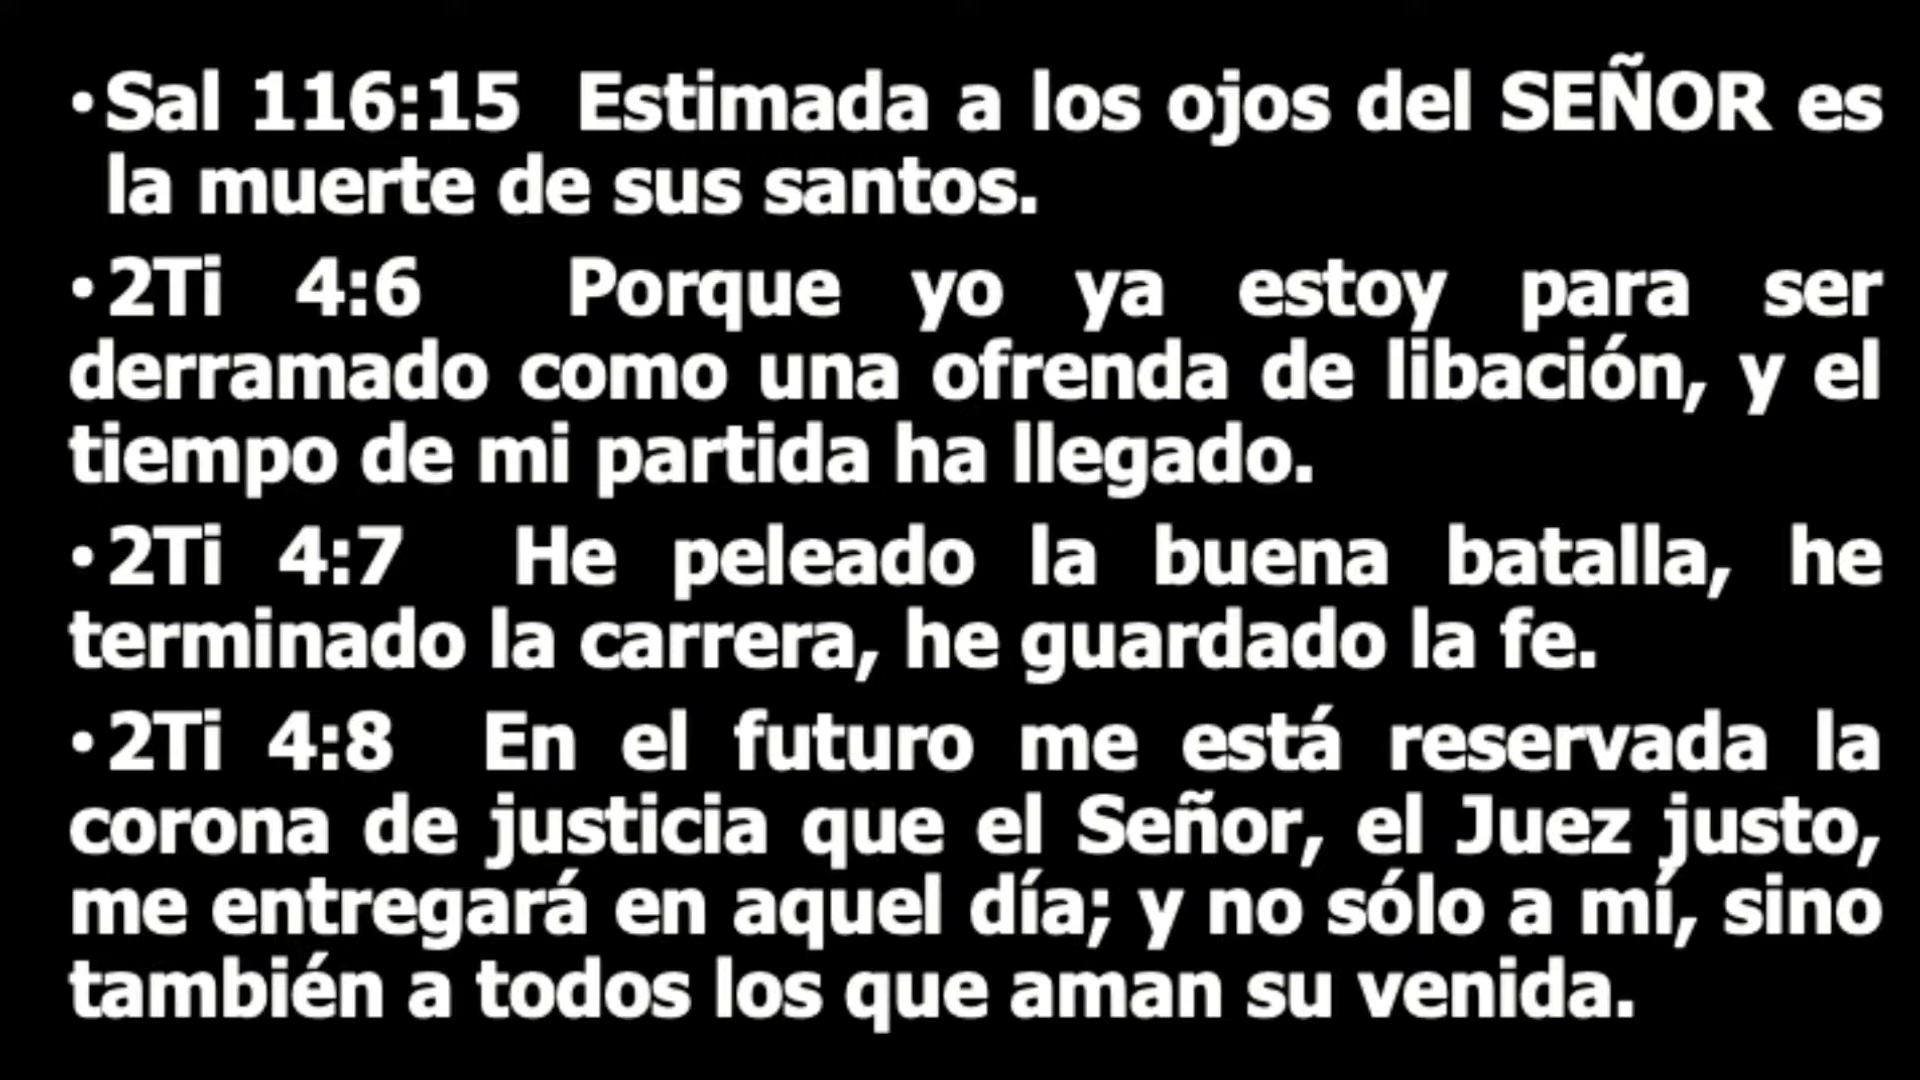 •Sal 116:15 Estimada a los ojos del SEÑOR es
la muerte de sus santos.
•2Ti 4:6 Porque yo ya estoy para ser
derramado como una ofrenda de libación, y el
tiempo de mi partida ha llegado.
•2Ti 4:7 He peleado la buena batalla, he
terminado la carrera, he guardado la fe.
•2Ti 4:8 En el futuro me está reservada la
corona de justicia que el Señor, el Juez justo,
me entregará en aquel día; y no sólo a mí, sino
también a todos los que aman su venida.